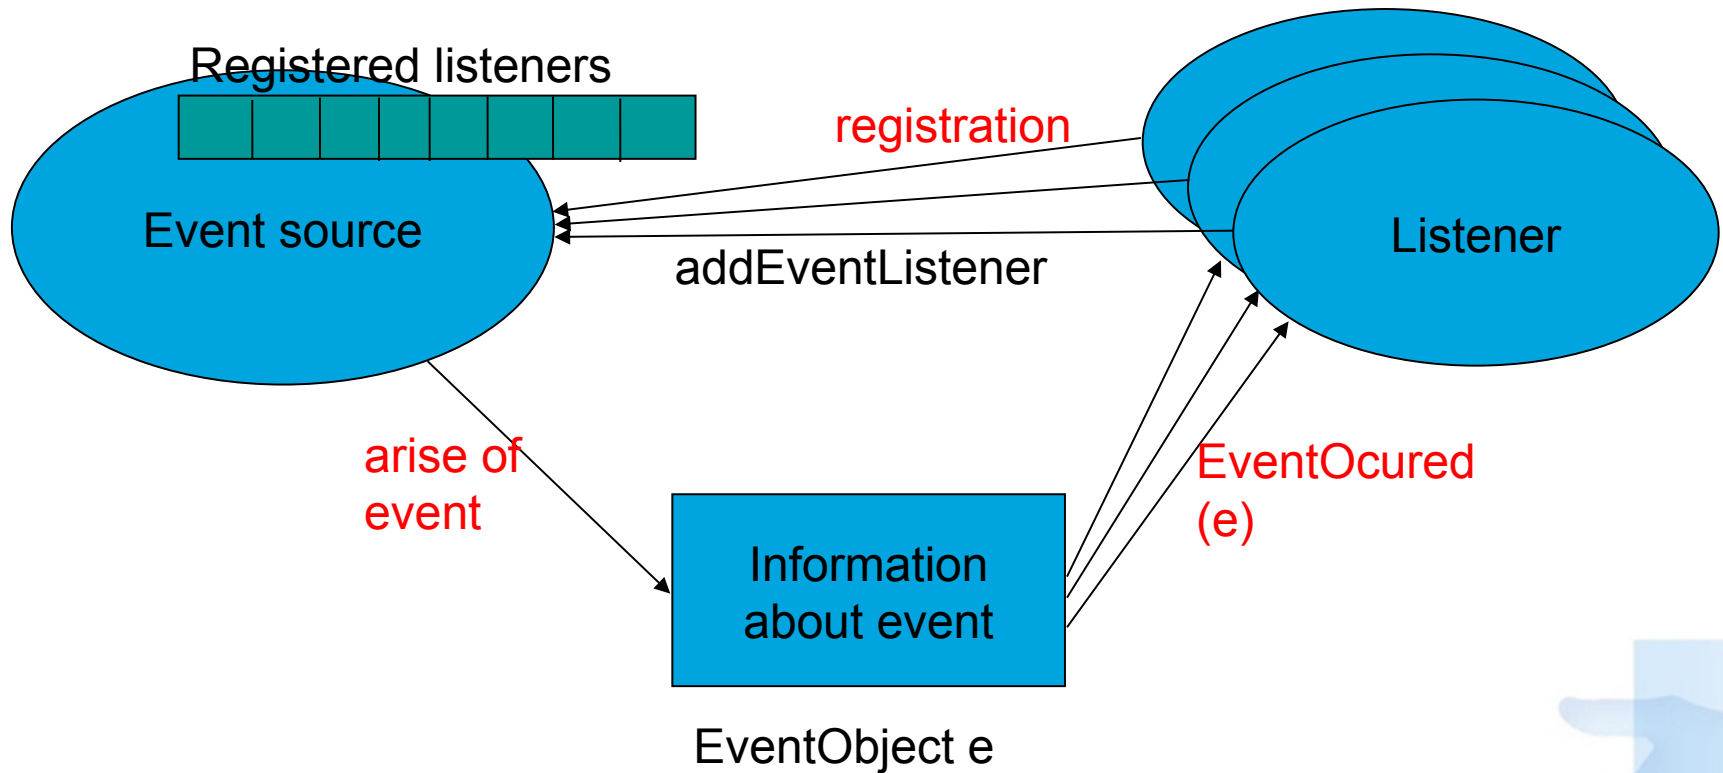 Registered listeners
registration
Event source
Listener
addEventListener
arise of
event
EventOcured
(e)
Information
about event
EventObject e